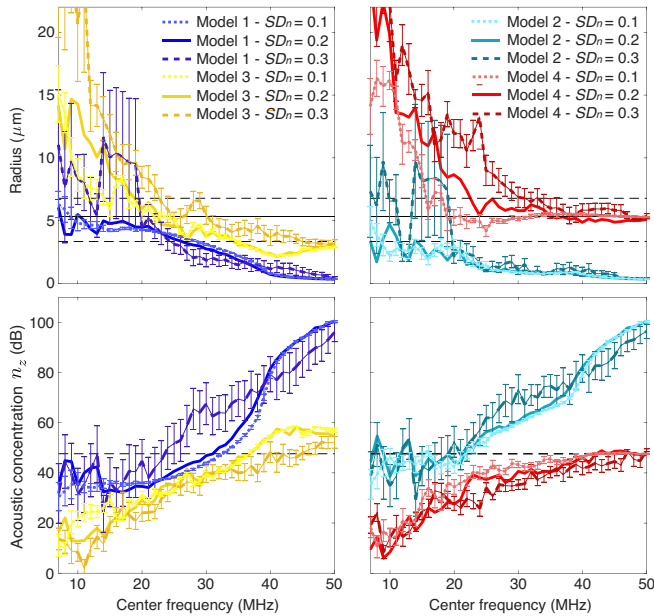 Model 1 - SDn = 0.1
Model 1 - SDn = 0.2
Model 1 - SDn = 0.3
Model 3 - SDn = 0.1
Model 3 - SDn = 0.2
Model 3 - SDn = 0.3
Model 2 - SDn = 0.1
Model 2 - SDn = 0.2
Model 2 - SDn = 0.3
Model 4 - SDn = 0.1
Model 4 - SDn = 0.2
Model 4 - SDn = 0.3
Radius (μm)
20
15
10
5
0
Acoustic concentration nz (dB)
100
80
60
40
20
0
10 20 30 40 50
10 20 30 40 50
Center frequency (MHz)
Center frequency (MHz)